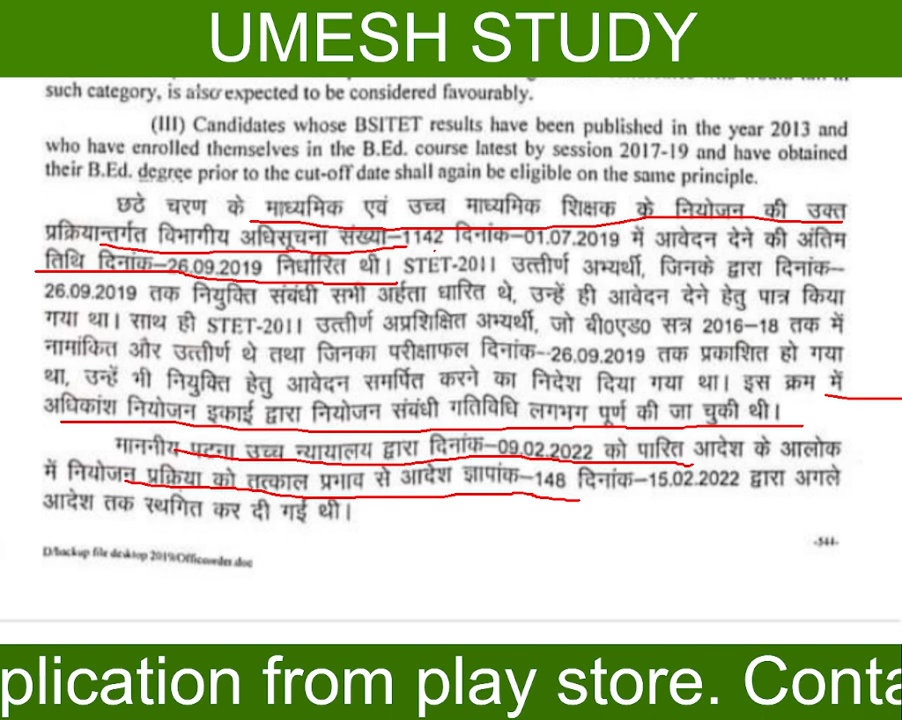 UMESH STUDY
such category, is also expected to be considered favourably.
(III) Candidates whose BSITET results have been published in the year 2013 and
who have enrolled themselves in the B.Ed. course latest by session 2017-19 and have obtained
their B.Ed. degree prior to the cut-off date shall again be eligible on the same principle.
छठे चरण के माध्यमिक एवं उच्च माध्यमिक शिक्षक के नियोजन की उक्त
प्रक्रियान्तर्गत विभागीय अधिसूचना संख्या–1142 दिनांक–01.07.2019 में आवेदन देने की अंतिम
तिथि दिनांक–26.09.2019 निर्धारित थी। STET-2011 उत्तीर्ण अभ्यर्थी, जिनके द्वारा दिनांक–
26.09.2019 तक नियुक्ति संबंधी सभी अर्हता धारित थे, उन्हें ही आवेदन देने हेतु पात्र किया
गया था। साथ ही STET-2011 उत्तीर्ण अप्रशिक्षित अभ्यर्थी, जो बी०एड० सत्र 2016–18 तक में
नामांकित और उत्तीर्ण थे तथा जिनका परीक्षाफल दिनांक–26.09.2019 तक प्रकाशित हो गया
था, उन्हें भी नियुक्ति हेतु आवेदन समर्पित करने का निदेश दिया गया था। इस क्रम में
अधिकांश नियोजन इकाई द्वारा नियोजन संबंधी गतिविधि लगभग पूर्ण की जा चुकी थी।
माननीय पटना उच्च न्यायालय द्वारा दिनांक–09.02.2022 को पारित आदेश के आलोक
में नियोजन प्रक्रिया को तत्काल प्रभाव से आदेश ज्ञापांक–148 दिनांक–15.02.2022 द्वारा अगले
आदेश तक स्थगित कर दी गई थी।
D/backup file desktop 2019/Officeorder.doc
-544-
plication from play store. Conta